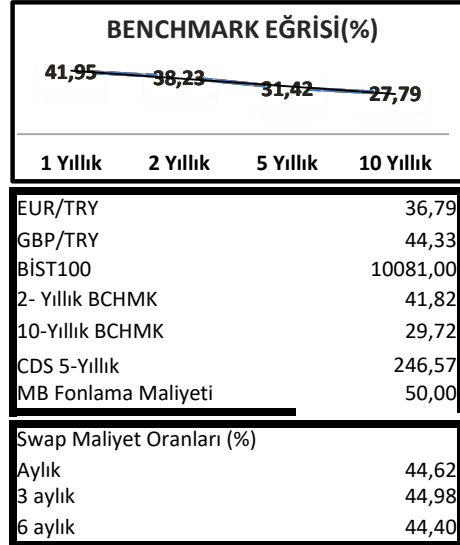 BENCHMARK EĞRİSİ(%)
41,95 38,23 31,42 27,79
1 Yıllık 2 Yıllık 5 Yıllık 10 Yıllık
EUR/TRY 36,79
GBP/TRY 44,33
BİST100 10081,00
2- Yıllık BCHMK 41,82
10-Yıllık BCHMK 29,72
CDS 5-Yıllık 246,57
MB Fonlama Maliyeti 50,00
Swap Maliyet Oranları (%)
Aylık 44,62
3 aylık 44,98
6 aylık 44,40